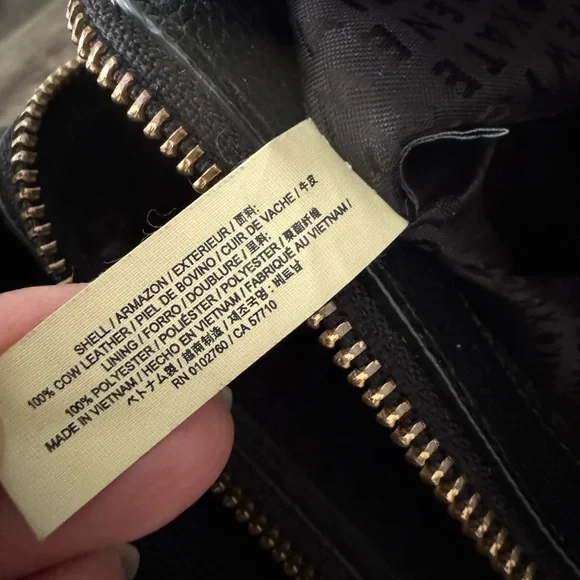 SHELL / ARMAZON / EXTERIEUR / 面料:
100% COW LEATHER / PIEL DE BOVINO / CUIR DE VACHE / 牛皮
LINING / FORRO / DOUBLURE / 里料:
100% POLYESTER / POLIÉSTER / POLYESTER / 聚酯纤维
MADE IN VIETNAM / HECHO EN VIETNAM / FABRIQUÉ AU VIETNAM /
ベトナム製 / 越南制造 / 제조국명: 베트남
RN 0102760 / CA 57710